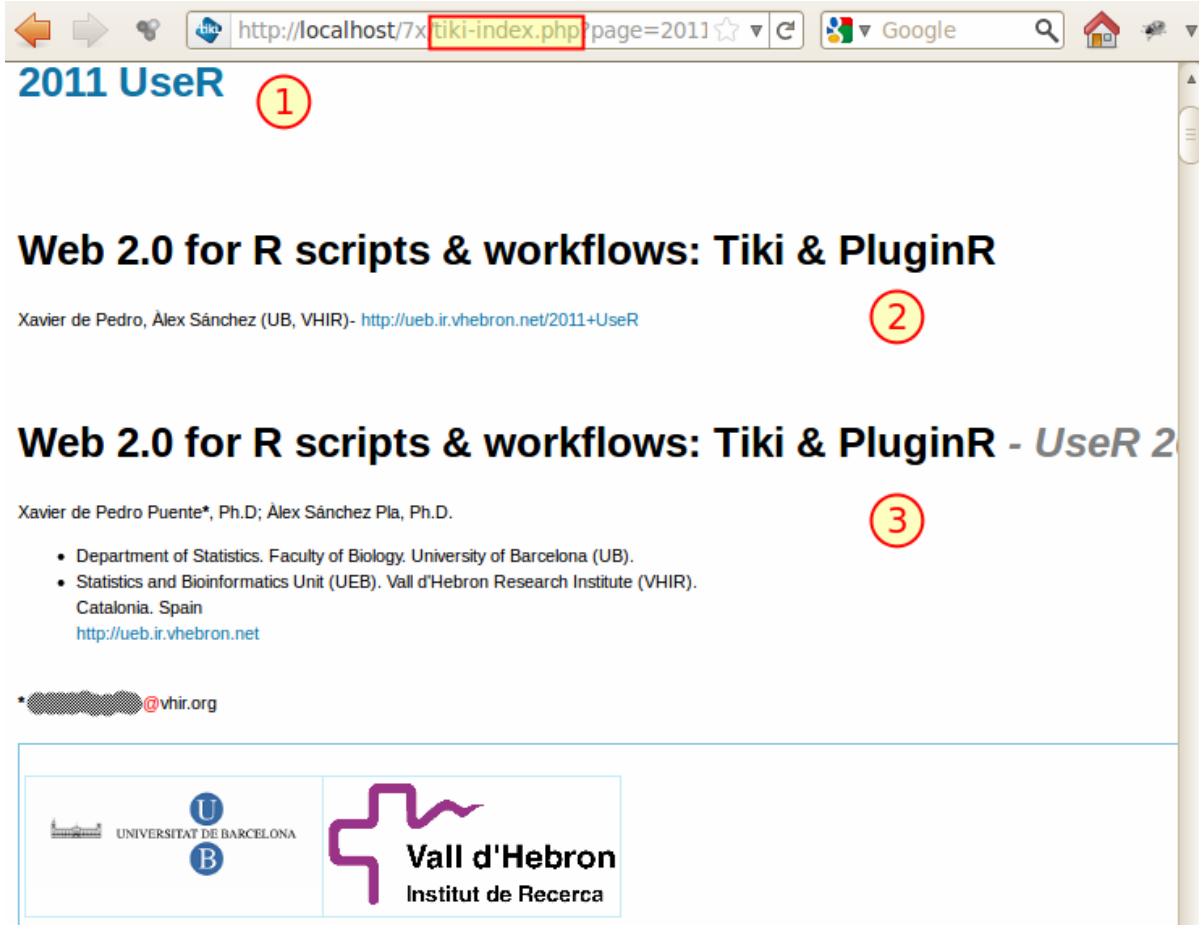 http://localhost/7x/tiki-index.php?page=2011
Google
2011 UseR
1
Web 2.0 for R scripts & workflows: Tiki & PluginR
Xavier de Pedro, Àlex Sánchez (UB, VHIR)- http://ueb.ir.vhebron.net/2011+UseR
2
Web 2.0 for R scripts & workflows: Tiki & PluginR - UseR 20
Xavier de Pedro Puente*, Ph.D; Àlex Sánchez Pla, Ph.D.
3
• Department of Statistics. Faculty of Biology. University of Barcelona (UB).
• Statistics and Bioinformatics Unit (UEB). Vall d'Hebron Research Institute (VHIR).
Catalonia. Spain
http://ueb.ir.vhebron.net
* @vhir.org
U
UNIVERSITAT DE BARCELONA
B
Vall d'Hebron
Institut de Recerca